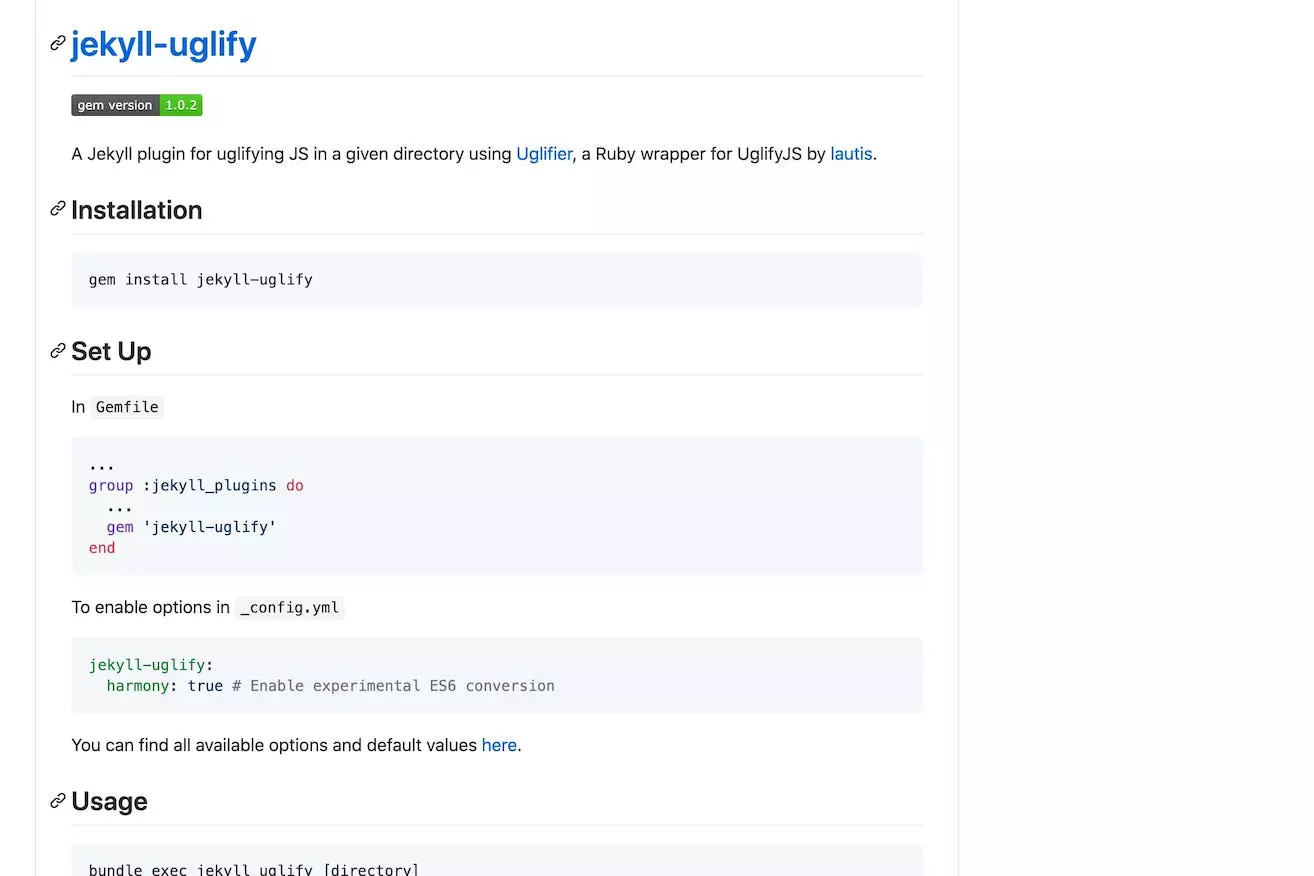 jekyll-uglify
gem version 1.0.2
A Jekyll plugin for uglifying JS in a given directory using Uglifier, a Ruby wrapper for UglifyJS by lautis.
Installation
gem install jekyll-uglify
Set Up
In Gemfile
...
group :jekyll_plugins do
  ...
  gem 'jekyll-uglify'
end
To enable options in _config.yml
jekyll-uglify:
  harmony: true # Enable experimental ES6 conversion
You can find all available options and default values here.
Usage
bundle exec jekyll uglify [directory]